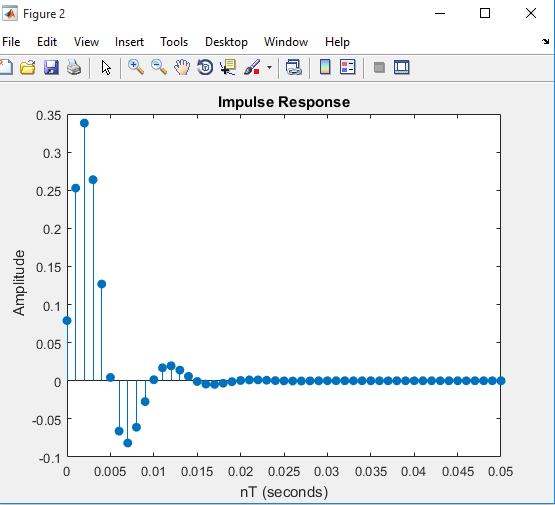 Figure 2
File Edit View Insert Tools Desktop Window Help
Impulse Response
0.35
0.3
0.25
0.2
0.15
0.1
0.05
0
-0.05
-0.1
Amplitude
0 0.005 0.01 0.015 0.02 0.025 0.03 0.035 0.04 0.045 0.05
nT (seconds)